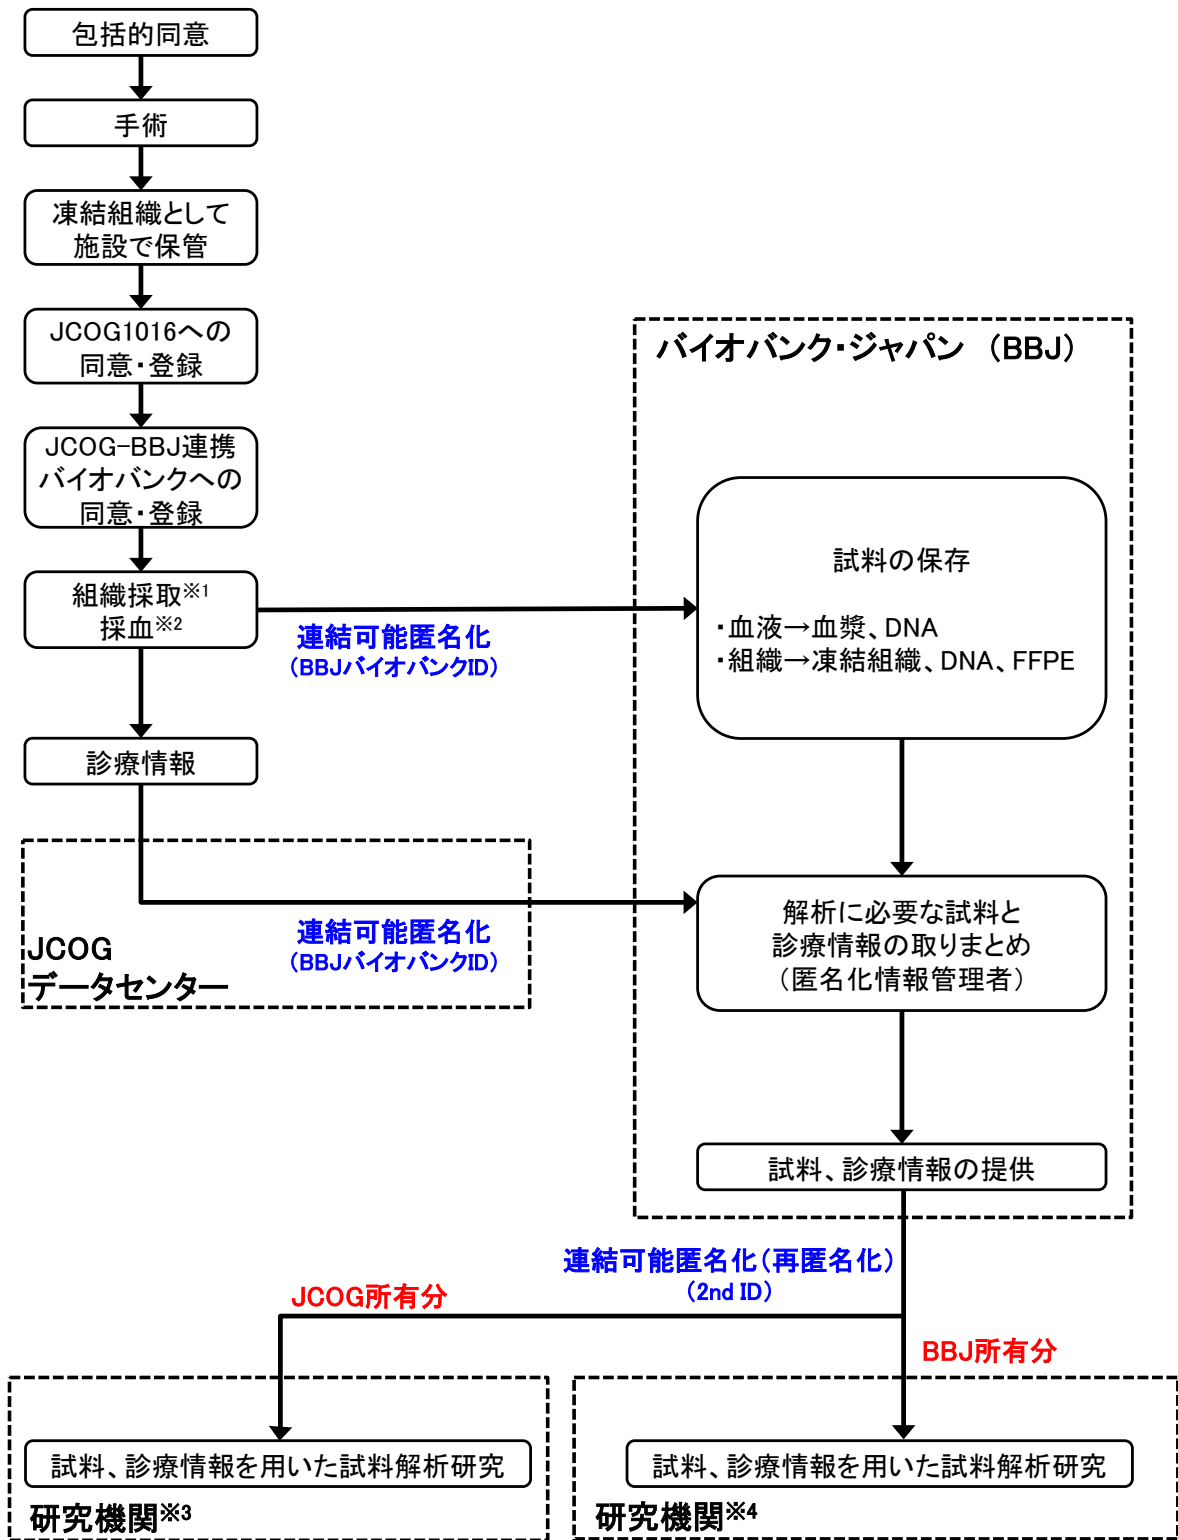 包括的同意
手術
凍結組織として
施設で保管
JCOG1016への
同意・登録
JCOG-BBJ連携
バイオバンクへの
同意・登録
組織採取※1
採血※2
連結可能匿名化
(BBJバイオバンクID)
診療情報
JCOG
データセンター
連結可能匿名化
(BBJバイオバンクID)
バイオバンク・ジャパン (BBJ)
試料の保存
・血液→血漿、DNA
・組織→凍結組織、DNA、FFPE
解析に必要な試料と
診療情報の取りまとめ
(匿名化情報管理者)
試料、診療情報の提供
連結可能匿名化(再匿名化)
(2nd ID)
JCOG所有分
BBJ所有分
試料、診療情報を用いた試料解析研究
研究機関※3
試料、診療情報を用いた試料解析研究
研究機関※4